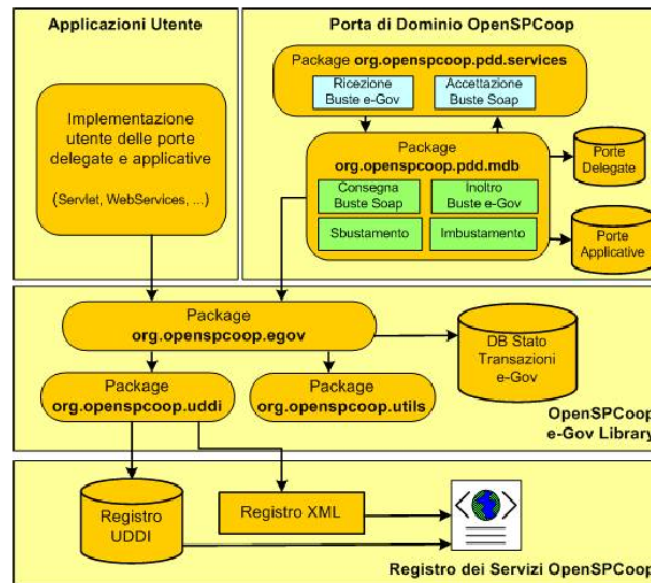 Applicazioni Utente
Implementazione
utente delle porte
delegate e applicative
(Servlet, WebServices, ...)
Porta di Dominio OpenSPCoop
Package org.openspcoop.pdd.services
Ricezione
Buste e-Gov
Accettazione
Buste Soap
Package
org.openspcoop.pdd.mdb
Consegna
Buste Soap
Inoltro
Buste e-Gov
Sbustamento
Imbustamento
Porte
Delegate
Porte
Applicative
Package
org.openspcoop.egov
DB Stato
Transazioni
e-Gov
Package
org.openspcoop.uddi
Package
org.openspcoop.utils
OpenSPCoop
e-Gov Library
Registro
UDDI
Registro XML
Registro dei Servizi OpenSPCoop